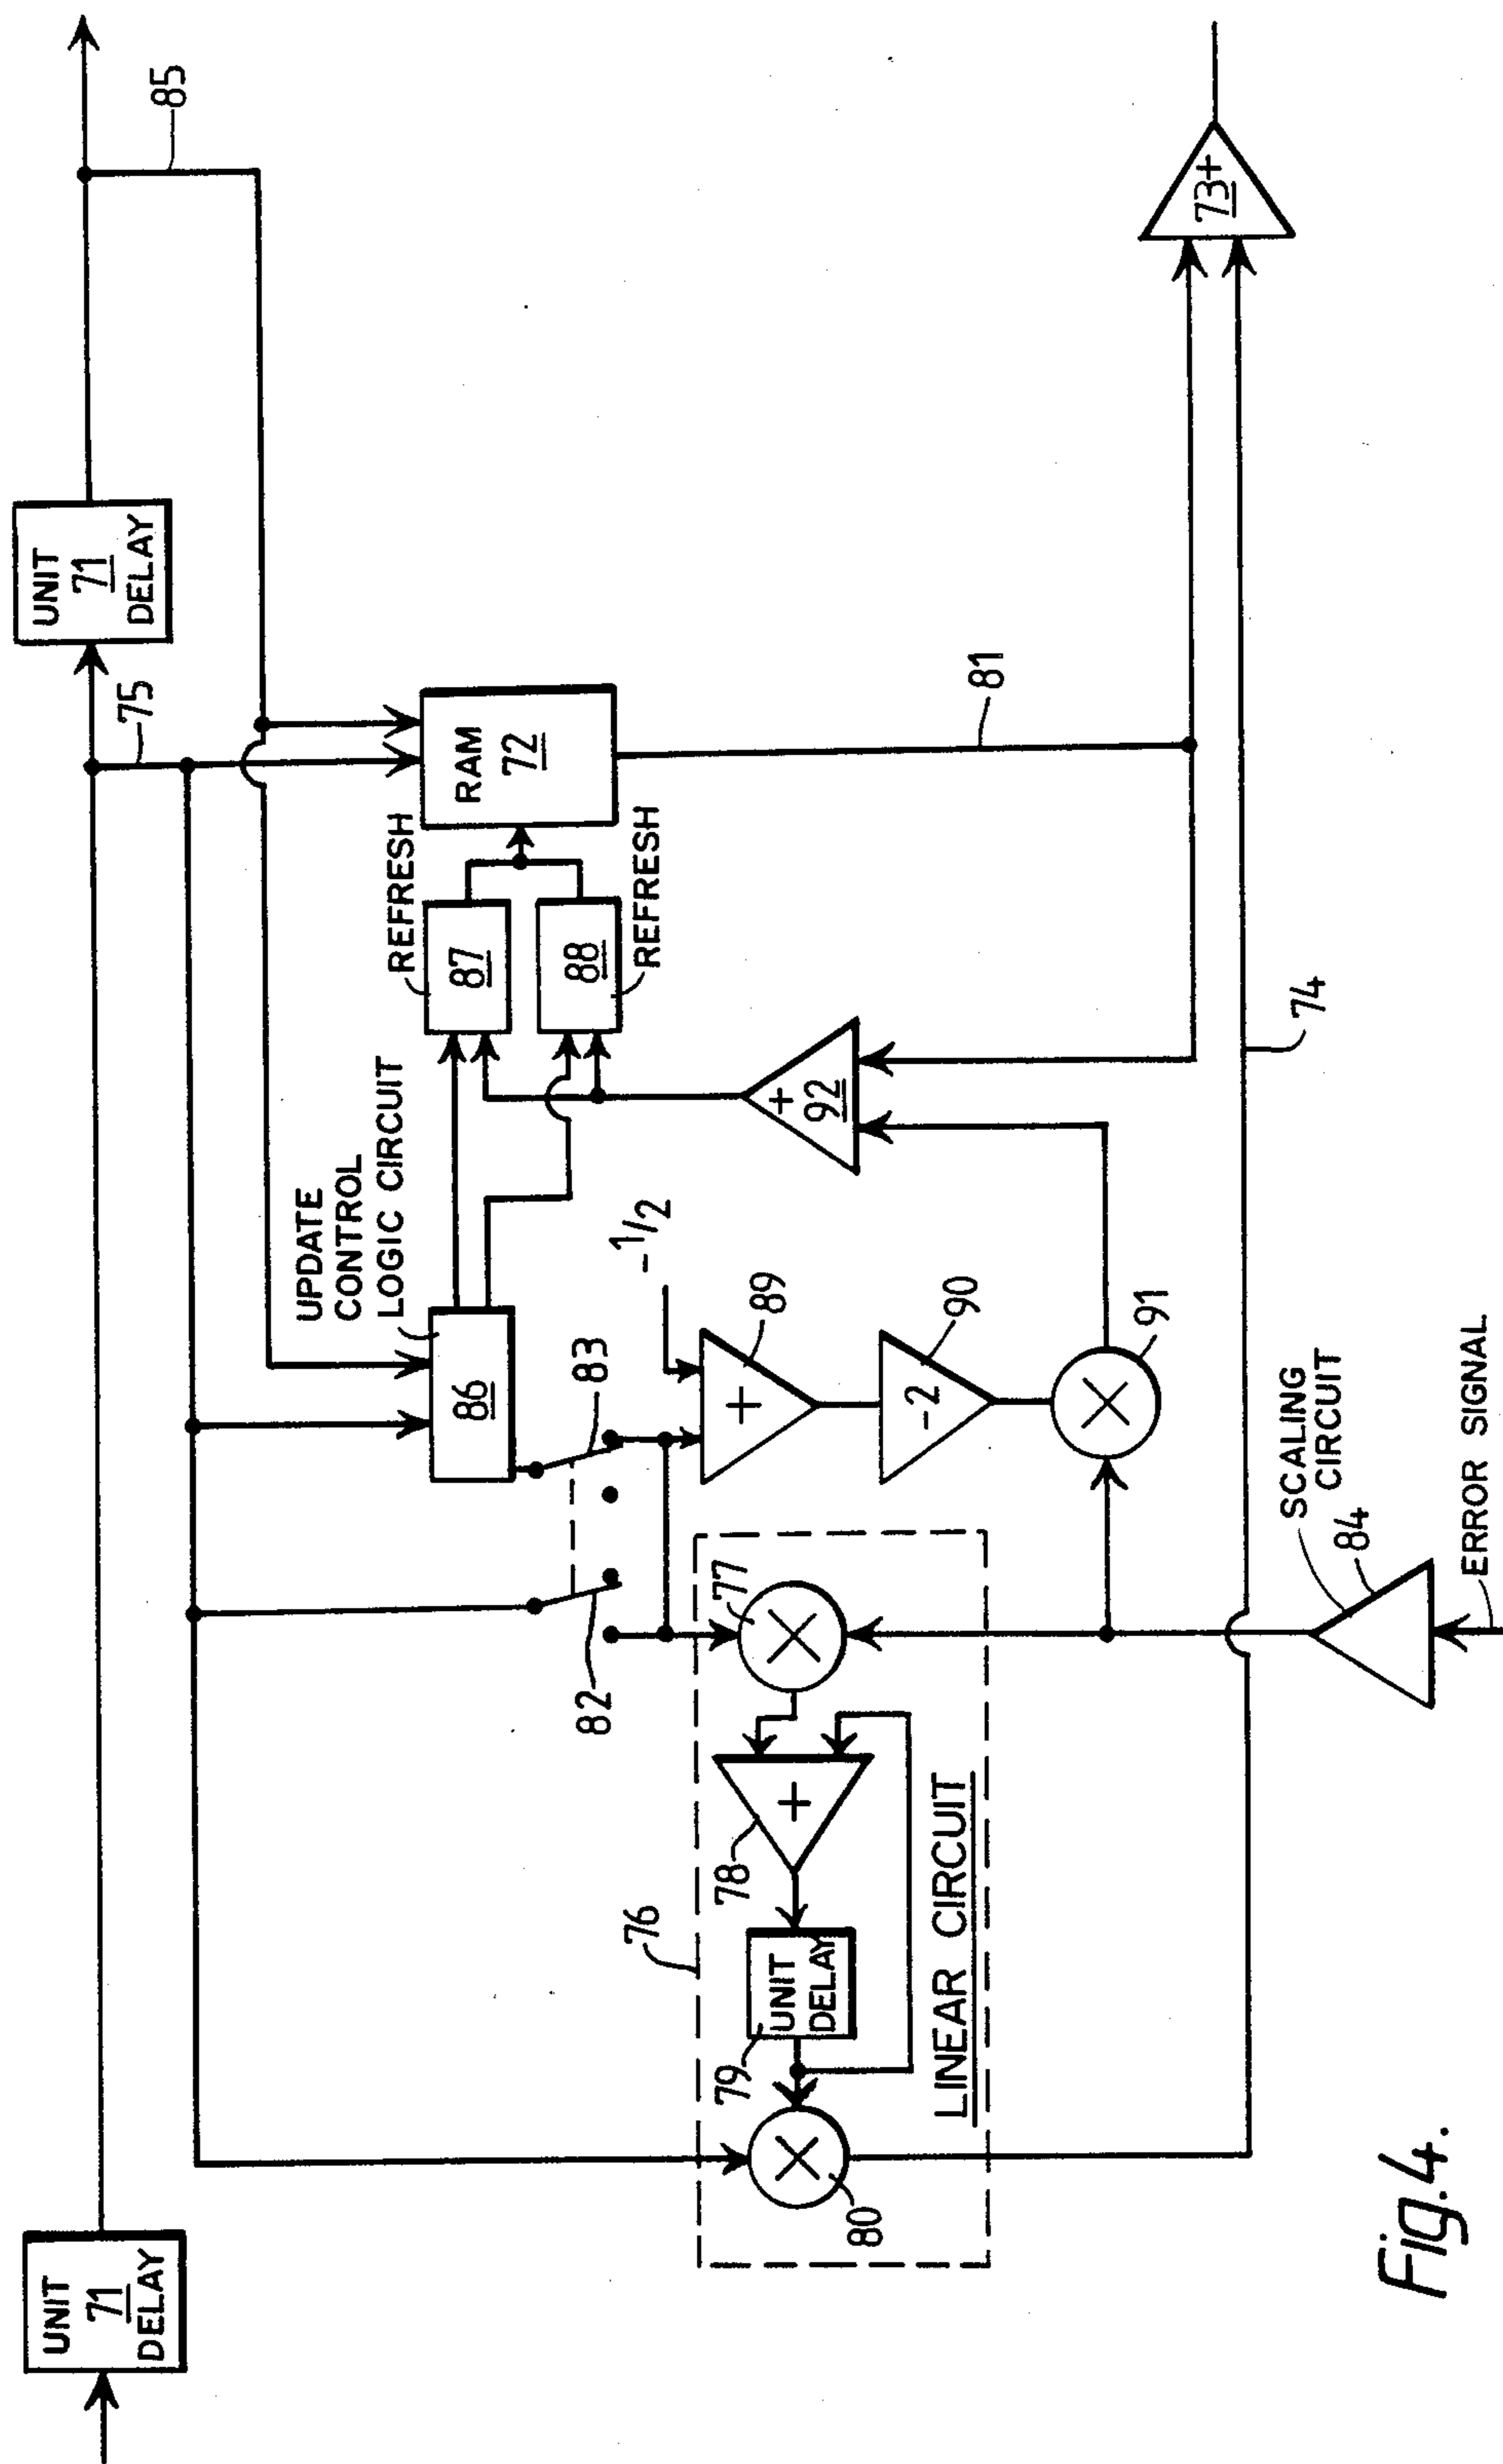 UNIT
71
DELAY
UNIT
71
DELAY
75
85
RAM
72
REFRESH
87
88
REFRESH
UPDATE
CONTROL
LOGIC CIRCUIT
86
83
82
-1/2
+
89
-2
90
91
+
92
81
73+
74
76
77
+
78
UNIT
DELAY
79
80
LINEAR CIRCUIT
SCALING
CIRCUIT
84
ERROR SIGNAL
Fig.4.